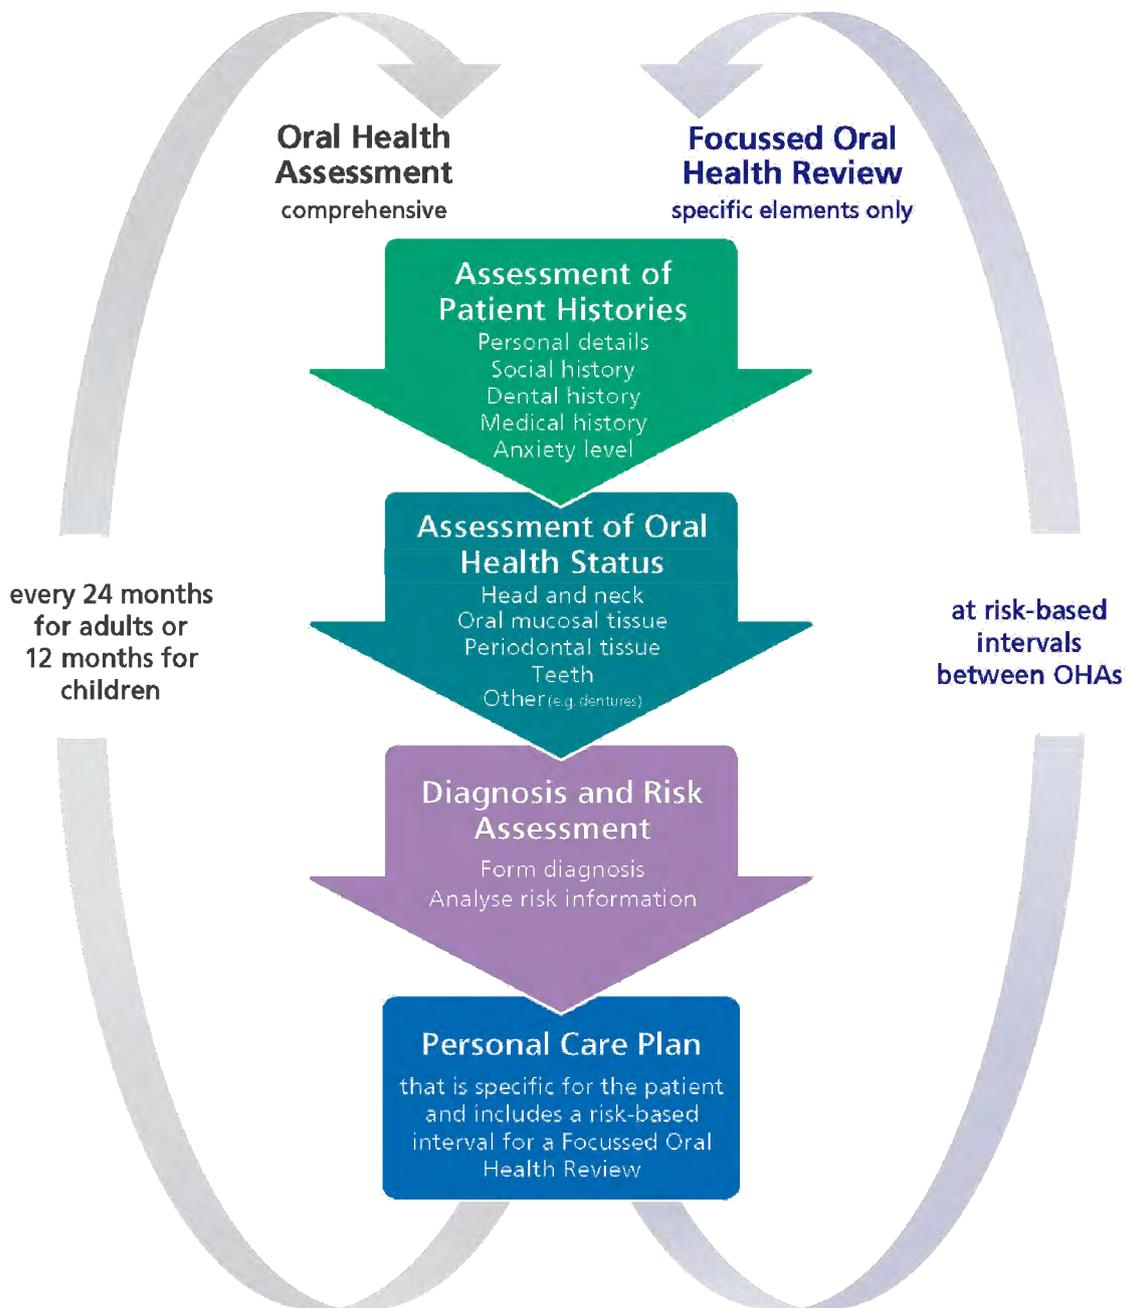 Oral Health
Assessment
comprehensive
Focussed Oral
Health Review
specific elements only
Assessment of
Patient Histories
Personal details
Social history
Dental history
Medical history
Anxiety level
Assessment of Oral
Health Status
Head and neck
Oral mucosal tissue
Periodontal tissue
Teeth
Other (e.g. dentures)
every 24 months
for adults or
12 months for
children
at risk-based
intervals
between OHAs
Diagnosis and Risk
Assessment
Form diagnosis
Analyse risk information
Personal Care Plan
that is specific for the patient
and includes a risk-based
interval for a Focussed Oral
Health Review